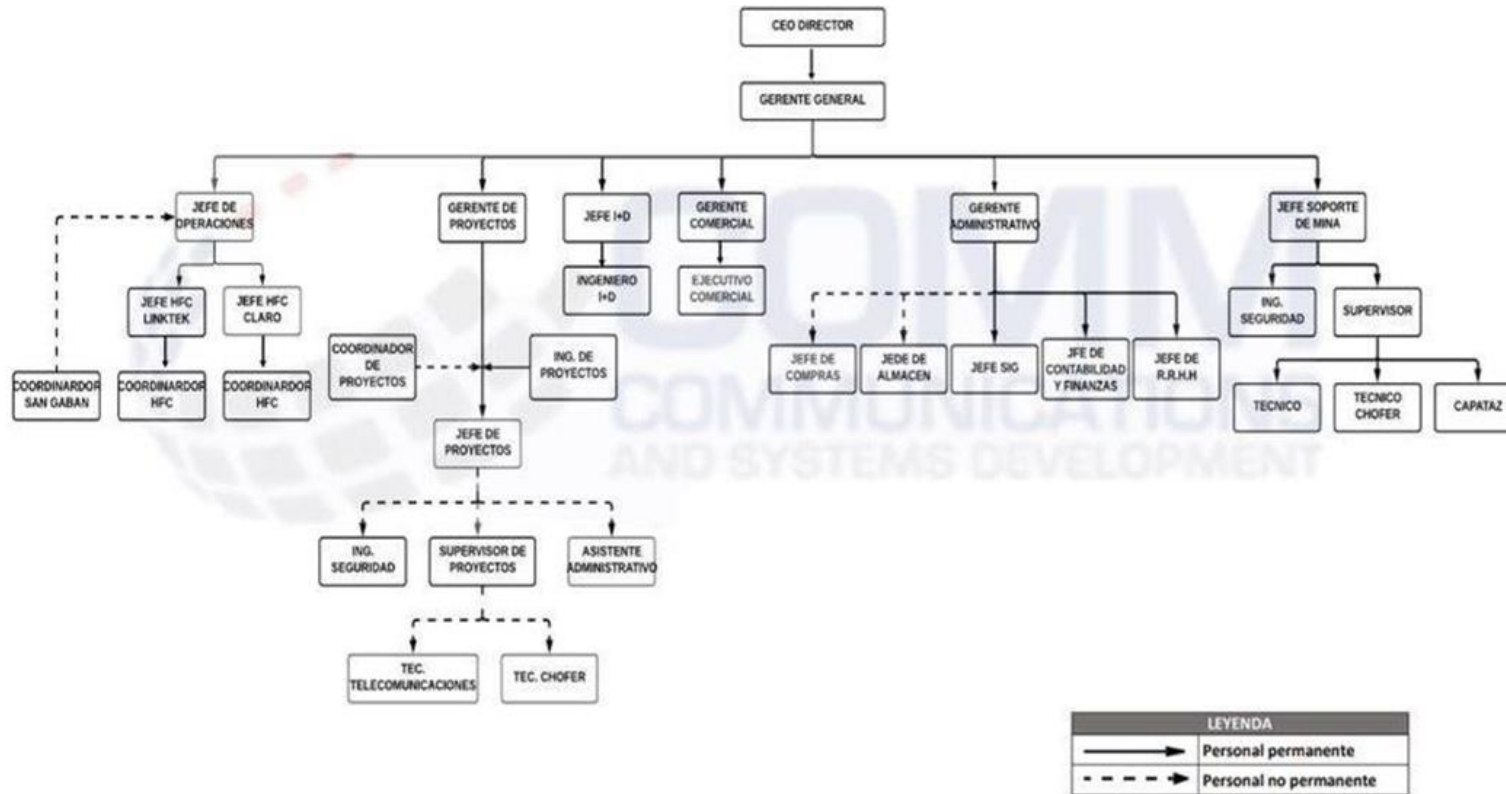 CEO DIRECTOR
GERENTE GENERAL
JEFE DE
OPERACIONES
GERENTE DE
PROYECTOS
JEFE I+D
GERENTE
COMERCIAL
GERENTE
ADMINISTRATIVO
JEFE SOPORTE
DE MINA
JEFE HFC
LINKTEK
JEFE HFC
CLARO
INGENIERO
I+D
EJECUTIVO
COMERCIAL
ING.
SEGURIDAD
SUPERVISOR
COORDINADOR
DE
PROYECTOS
ING. DE
PROYECTOS
JEFE DE
COMPRAS
JEDE DE
ALMACEN
JEFE SIG
JFE DE
CONTABILIDAD
Y FINANZAS
JEFE DE
R.R.H.H
COORDINARDOR
SAN GABAN
COORDINARDOR
HFC
COORDINARDOR
HFC
TECNICO
TECNICO
CHOFER
CAPATAZ
JEFE DE
PROYECTOS
ING.
SEGURIDAD
SUPERVISOR DE
PROYECTOS
ASISTENTE
ADMINISTRATIVO
TEC.
TELECOMUNICACIONES
TEC. CHOFER
COMM
COMMUNICATIONS
AND SYSTEMS DEVELOPMENT
LEYENDA
Personal permanente
Personal no permanente